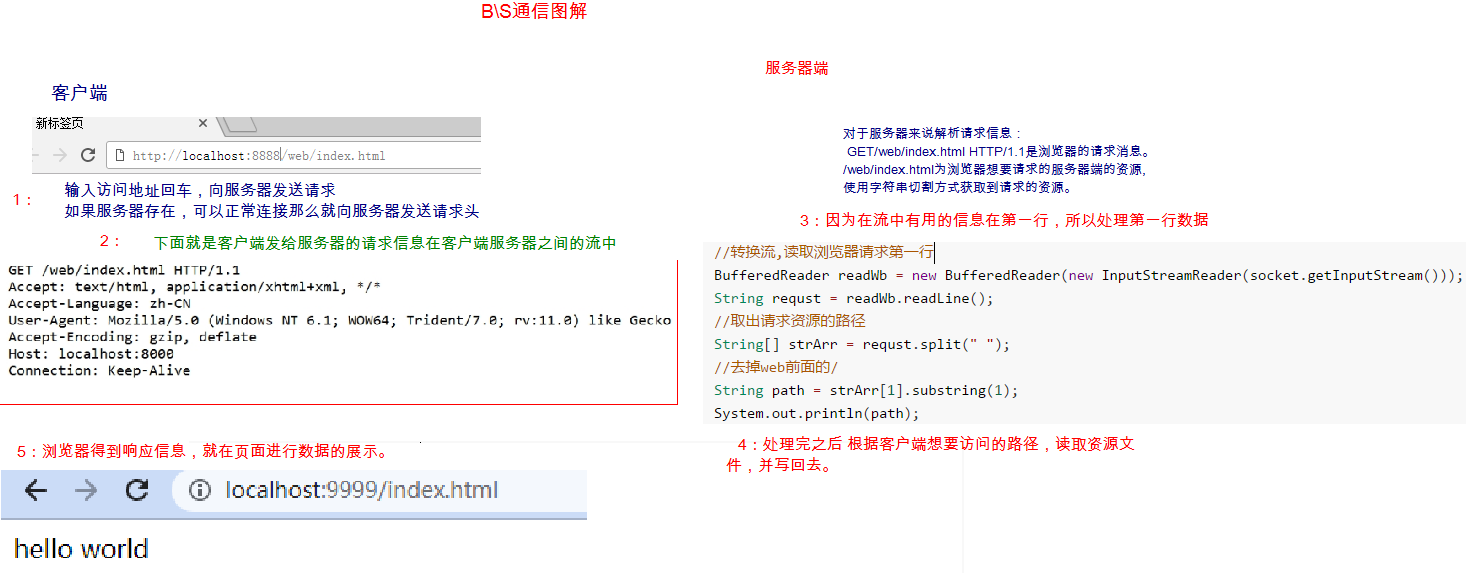 B\S通信图解
客户端
新标签页
http://localhost:8888/web/index.html
1：
输入访问地址回车，向服务器发送请求
如果服务器存在，可以正常连接那么就向服务器发送请求头
2：
下面就是客户端发给服务器的请求信息在客户端服务器之间的流中
GET /web/index.html HTTP/1.1
Accept: text/html, application/xhtml+xml, */*
Accept-Language: zh-CN
User-Agent: Mozilla/5.0 (Windows NT 6.1; WOW64; Trident/7.0; rv:11.0) like Gecko
Accept-Encoding: gzip, deflate
Host: localhost:8000
Connection: Keep-Alive
服务器端
对于服务器来说解析请求信息：
GET/web/index.html HTTP/1.1是浏览器的请求消息。
/web/index.html为浏览器想要请求的服务器端的资源,
使用字符串切割方式获取到请求的资源。
3：因为在流中有用的信息在第一行，所以处理第一行数据
//转换流,读取浏览器请求第一行
BufferedReader readWb = new BufferedReader(new InputStreamReader(socket.getInputStream()));
String requst = readWb.readLine();
//取出请求资源的路径
String[] strArr = requst.split(" ");
//去掉web前面的/
String path = strArr[1].substring(1);
System.out.println(path);
4：处理完之后 根据客户端想要访问的路径，读取资源文
件，并写回去。
5：浏览器得到响应信息，就在页面进行数据的展示。
localhost:9999/index.html
hello world